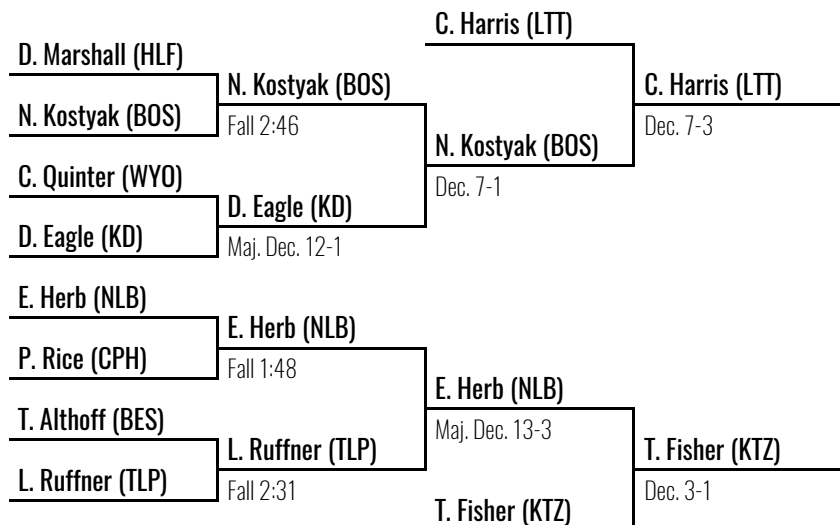 C. Harris (LTT)
D. Marshall (HLF)
N. Kostyak (BOS)
C. Harris (LTT)
N. Kostyak (BOS)
Fall 2:46
Dec. 7-3
N. Kostyak (BOS)
C. Quinter (WYO)
Dec. 7-1
D. Eagle (KD)
D. Eagle (KD)
Maj. Dec. 12-1
E. Herb (NLB)
E. Herb (NLB)
P. Rice (CPH)
Fall 1:48
E. Herb (NLB)
T. Althoff (BES)
Maj. Dec. 13-3
L. Ruffner (TLP)
T. Fisher (KTZ)
L. Ruffner (TLP)
Fall 2:31
Dec. 3-1
T. Fisher (KTZ)